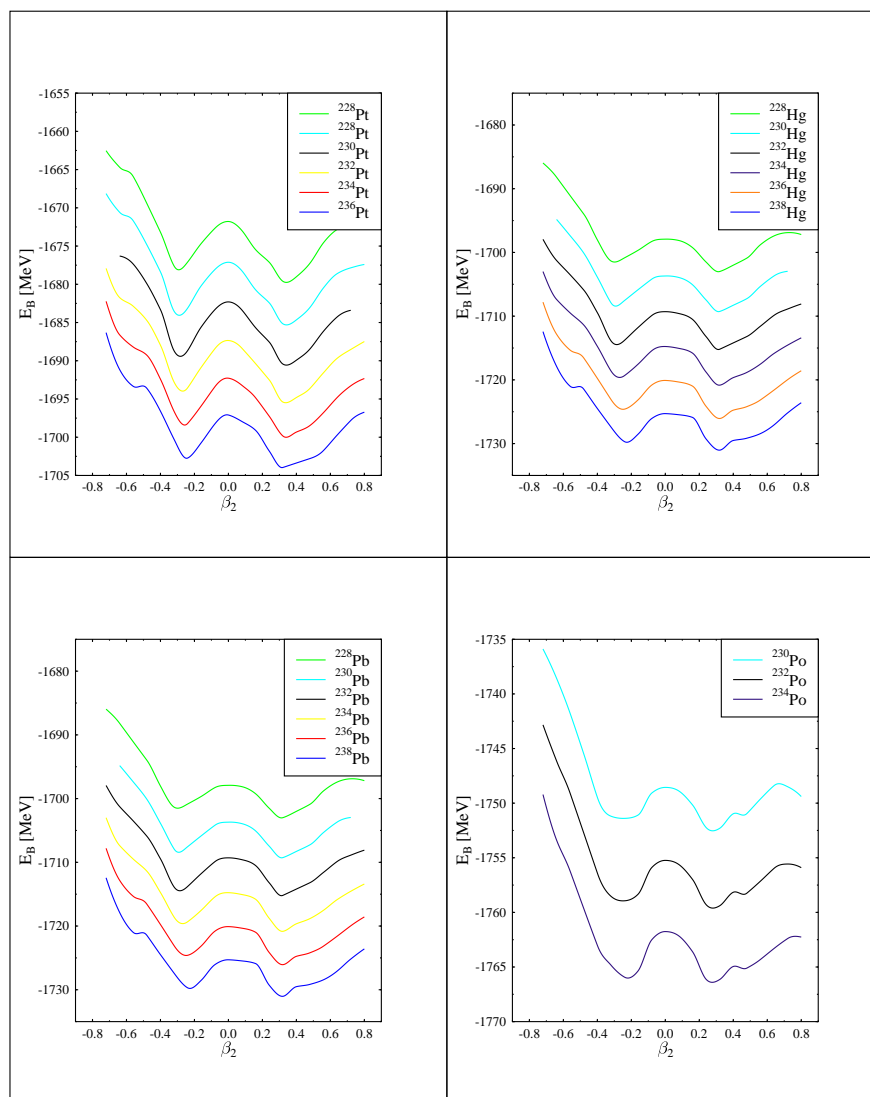 -1655
-1660
-1665
-1670
-1675
-1680
-1685
-1690
-1695
-1700
-1705
E_B [MeV]
-0.8 -0.6 -0.4 -0.2 0.0 0.2 0.4 0.6 0.8
β₂
²²⁸Pt
²²⁸Pt
²³⁰Pt
²³²Pt
²³⁴Pt
²³⁶Pt
-1680
-1690
-1700
-1710
-1720
-1730
E_B [MeV]
-0.8 -0.6 -0.4 -0.2 0.0 0.2 0.4 0.6 0.8
β₂
²²⁸Hg
²³⁰Hg
²³²Hg
²³⁴Hg
²³⁶Hg
²³⁸Hg
-1680
-1690
-1700
-1710
-1720
-1730
E_B [MeV]
-0.8 -0.6 -0.4 -0.2 0.0 0.2 0.4 0.6 0.8
β₂
²²⁸Pb
²³⁰Pb
²³²Pb
²³⁴Pb
²³⁶Pb
²³⁸Pb
-1735
-1740
-1745
-1750
-1755
-1760
-1765
-1770
E_B [MeV]
-0.8 -0.6 -0.4 -0.2 0.0 0.2 0.4 0.6 0.8
β₂
²³⁰Po
²³²Po
²³⁴Po